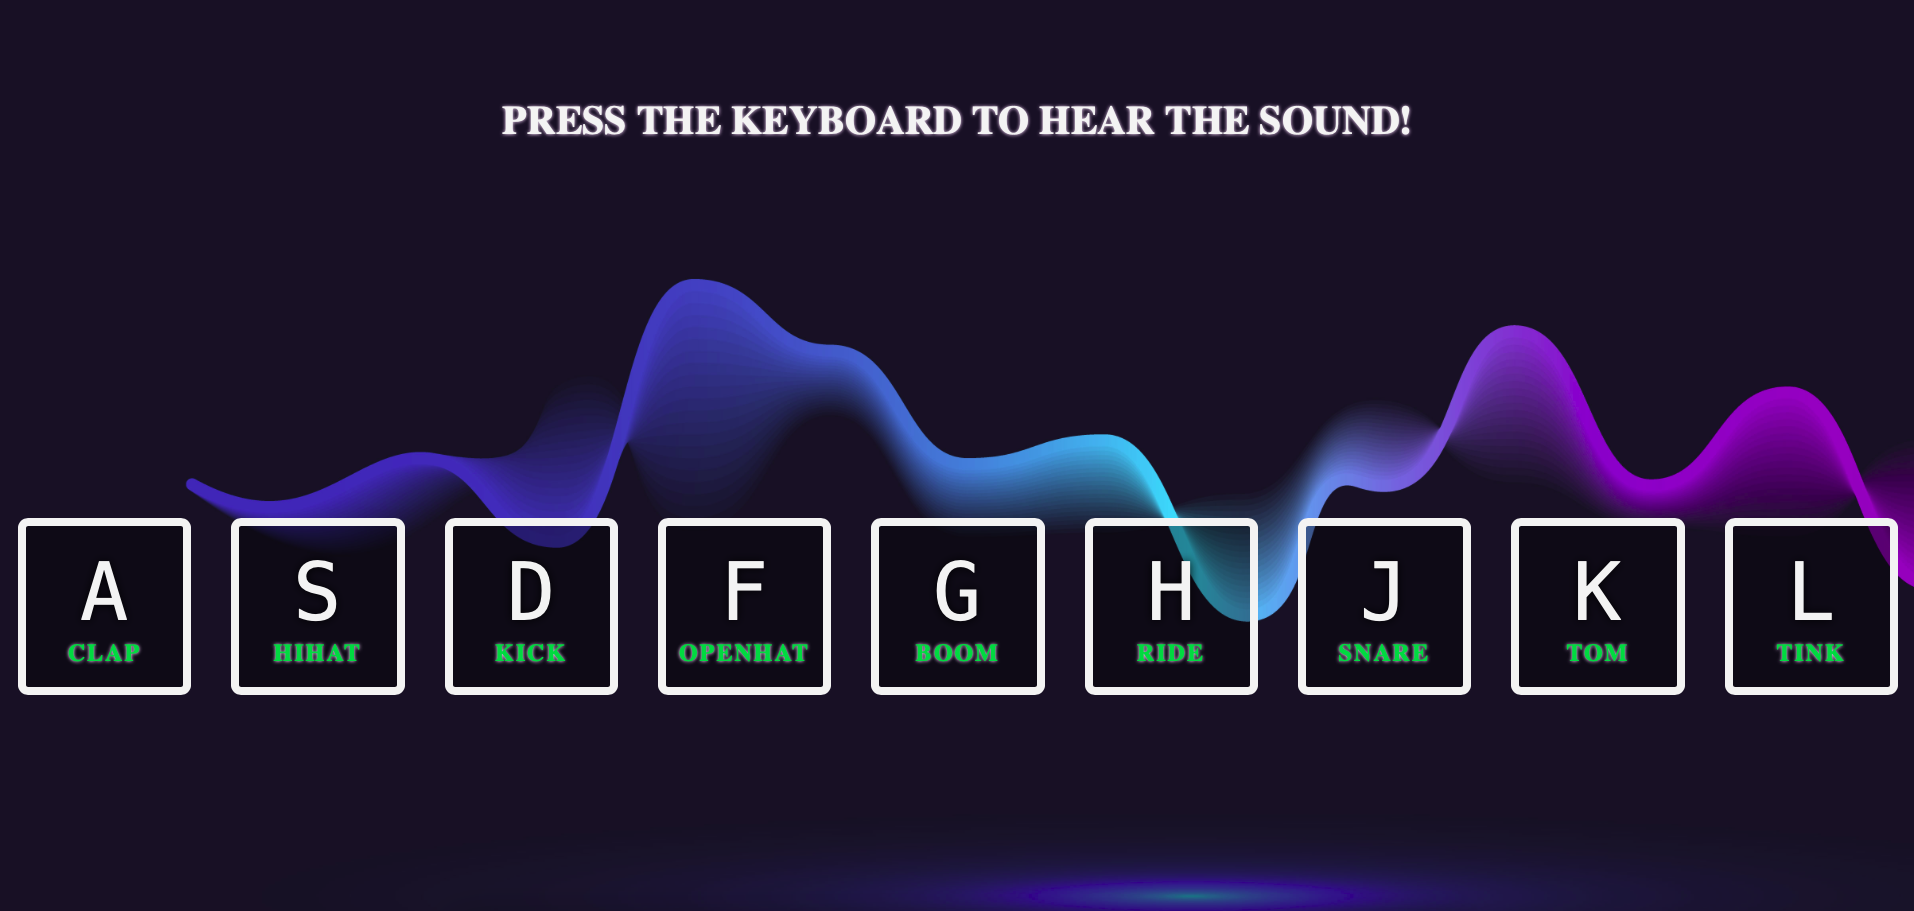 PRESS THE KEYBOARD TO HEAR THE SOUND!
A S D F G H J K L
CLAP HIHAT KICK OPENHAT BOOM RIDE SNARE TOM TINK